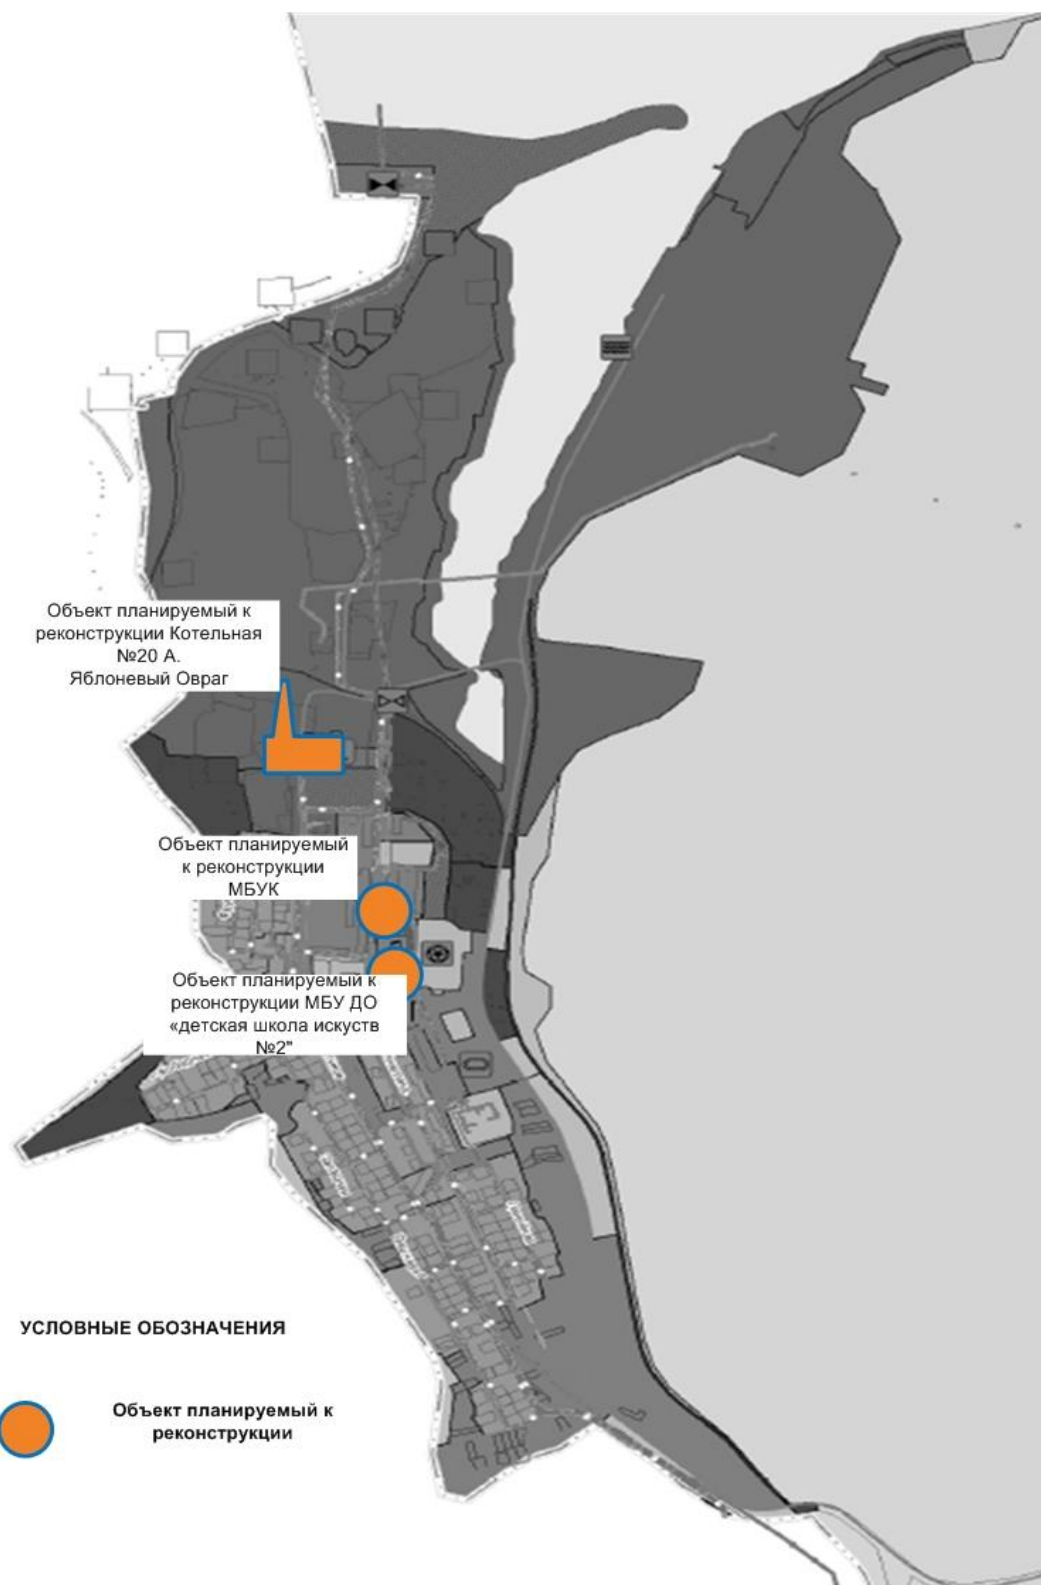 Объект планируемый к
реконструкции Котельная
№20 А.
Яблоневый Овраг
Объект планируемый
к реконструкции
МБУК
Объект планируемый к
реконструкции МБУ ДО
«детская школа искуств
№2"
УСЛОВНЫЕ ОБОЗНАЧЕНИЯ
Объект планируемый к
реконструкции